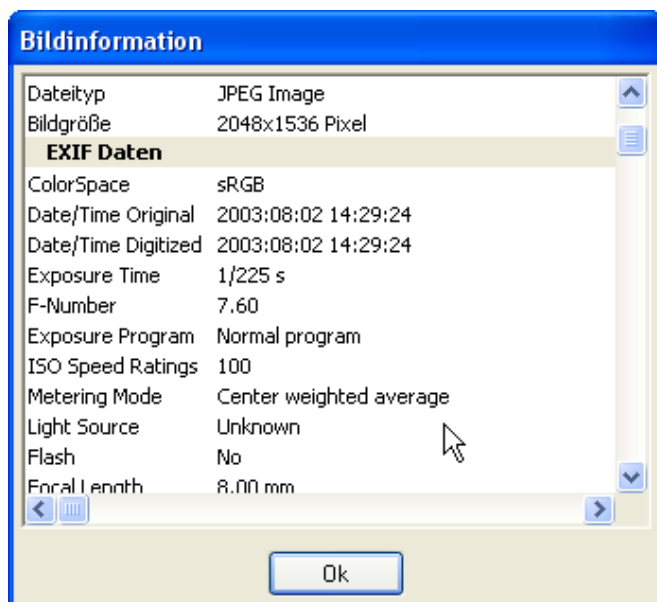 Bildinformation
Dateityp JPEG Image
Bildgröße 2048x1536 Pixel
EXIF Daten
ColorSpace sRGB
Date/Time Original 2003:08:02 14:29:24
Date/Time Digitized 2003:08:02 14:29:24
Exposure Time 1/225 s
F-Number 7.60
Exposure Program Normal program
ISO Speed Ratings 100
Metering Mode Center weighted average
Light Source Unknown
Flash No
Focal Length 8.00 mm
Ok